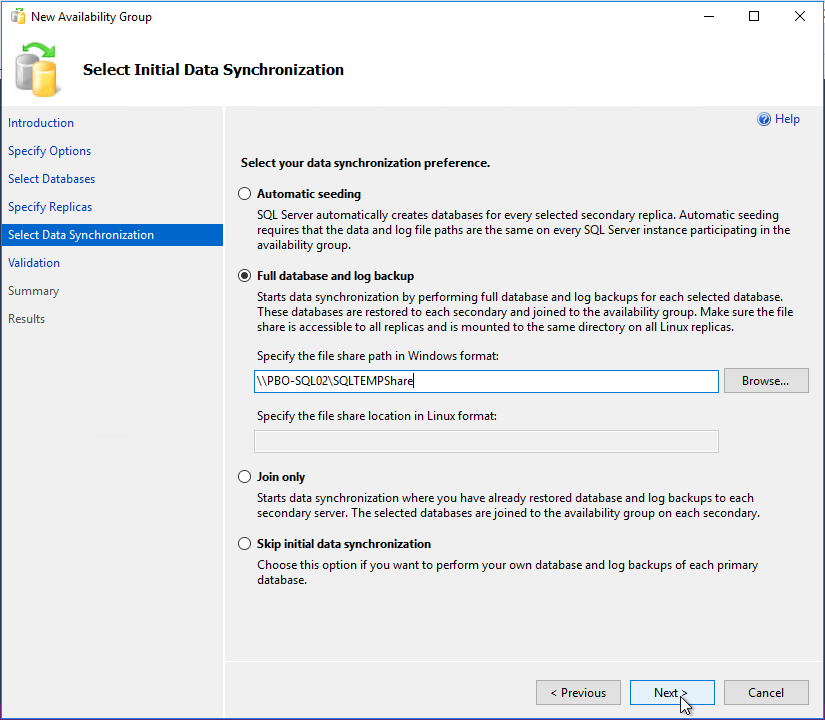 New Availability Group
Select Initial Data Synchronization
Introduction
Specify Options
Select Databases
Specify Replicas
Select Data Synchronization
Validation
Summary
Results
Help
Select your data synchronization preference.
Automatic seeding
SQL Server automatically creates databases for every selected secondary replica. Automatic seeding
requires that the data and log file paths are the same on every SQL Server instance participating in the
availability group.
Full database and log backup
Starts data synchronization by performing full database and log backups for each selected database.
These databases are restored to each secondary and joined to the availability group. Make sure the file
share is accessible to all replicas and is mounted to the same directory on all Linux replicas.
Specify the file share path in Windows format:
\\PBO-SQL02\SQLTEMPShare
Browse...
Specify the file share location in Linux format:
Join only
Starts data synchronization where you have already restored database and log backups to each
secondary server. The selected databases are joined to the availability group on each secondary.
Skip initial data synchronization
Choose this option if you want to perform your own database and log backups of each primary
database.
< Previous
Next >
Cancel